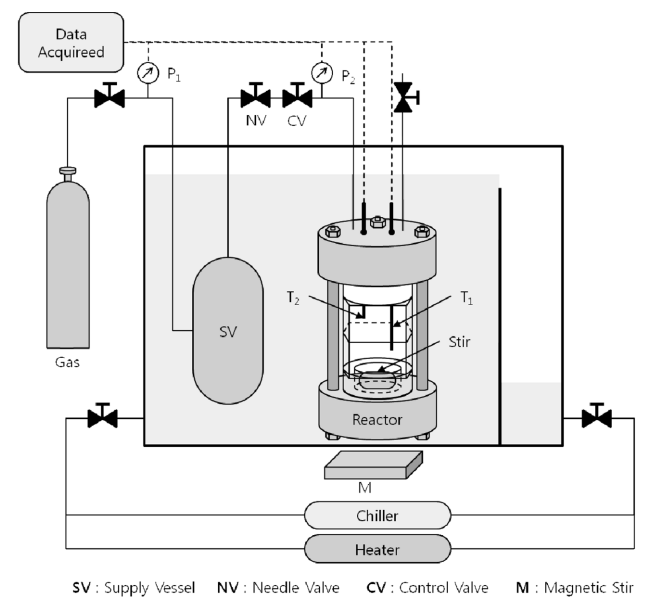 Data
Acquireed
P1
P2
NV
CV
T2
T1
SV
Stir
Gas
Reactor
M
Chiller
Heater
SV : Supply Vessel NV : Needle Valve CV : Control Valve M : Magnetic Stir